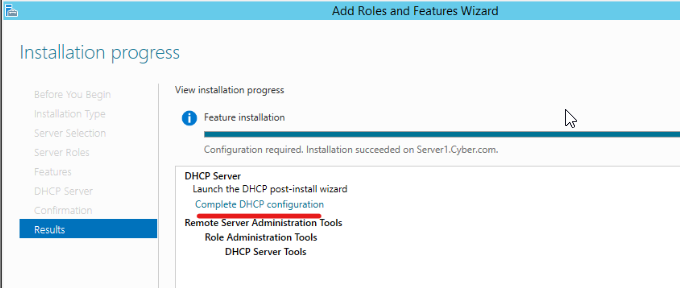 Add Roles and Features Wizard
Installation progress
Before You Begin
Installation Type
Server Selection
Server Roles
Features
DHCP Server
Confirmation
Results
View installation progress
Feature installation
Configuration required. Installation succeeded on Server1.Cyber.com.
DHCP Server
Launch the DHCP post-install wizard
Complete DHCP configuration
Remote Server Administration Tools
Role Administration Tools
DHCP Server Tools